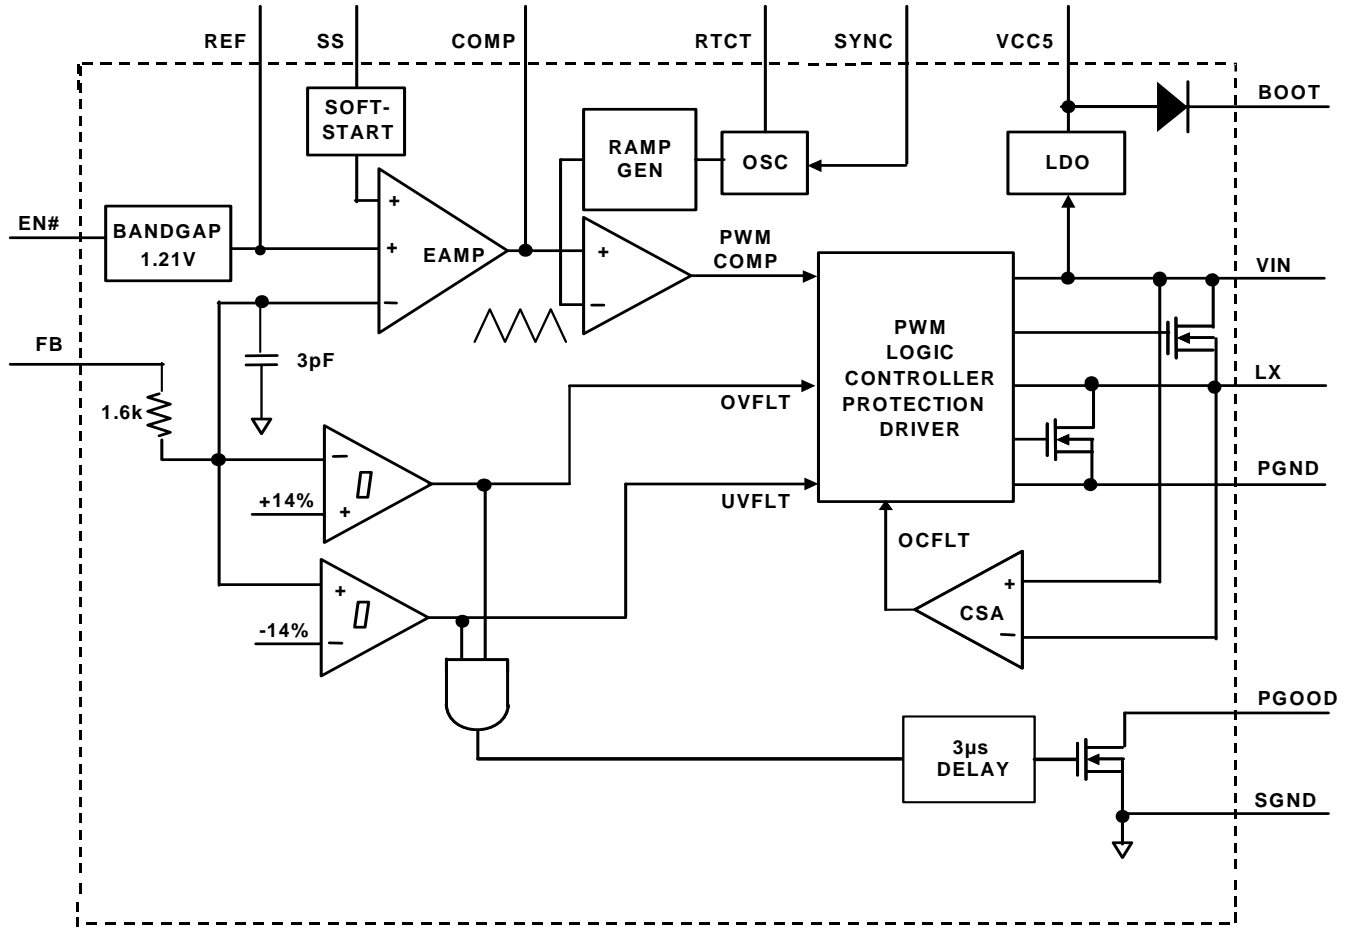 REF
SS
COMP
RTCT
SYNC
VCC5
BOOT
SOFT-
START
RAMP
GEN
OSC
LDO
EN#
BANDGAP
1.21V
+
+
−
EAMP
+
−
PWM
COMP
VIN
FB
3pF
PWM
LOGIC
CONTROLLER
PROTECTION
DRIVER
LX
1.6k
OVFLT
−
+14%
+
UVFLT
PGND
OCFLT
+
-14%
−
+
CSA
−
PGOOD
3µs
DELAY
SGND